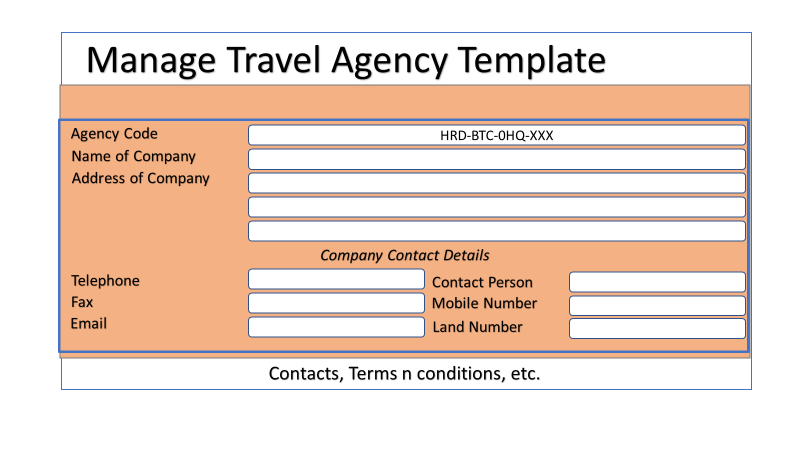 Manage Travel Agency Template
Agency Code HRD-BTC-0HQ-XXX
Name of Company
Address of Company
Company Contact Details
Telephone Contact Person
Fax Mobile Number
Email Land Number
Contacts, Terms n conditions, etc.